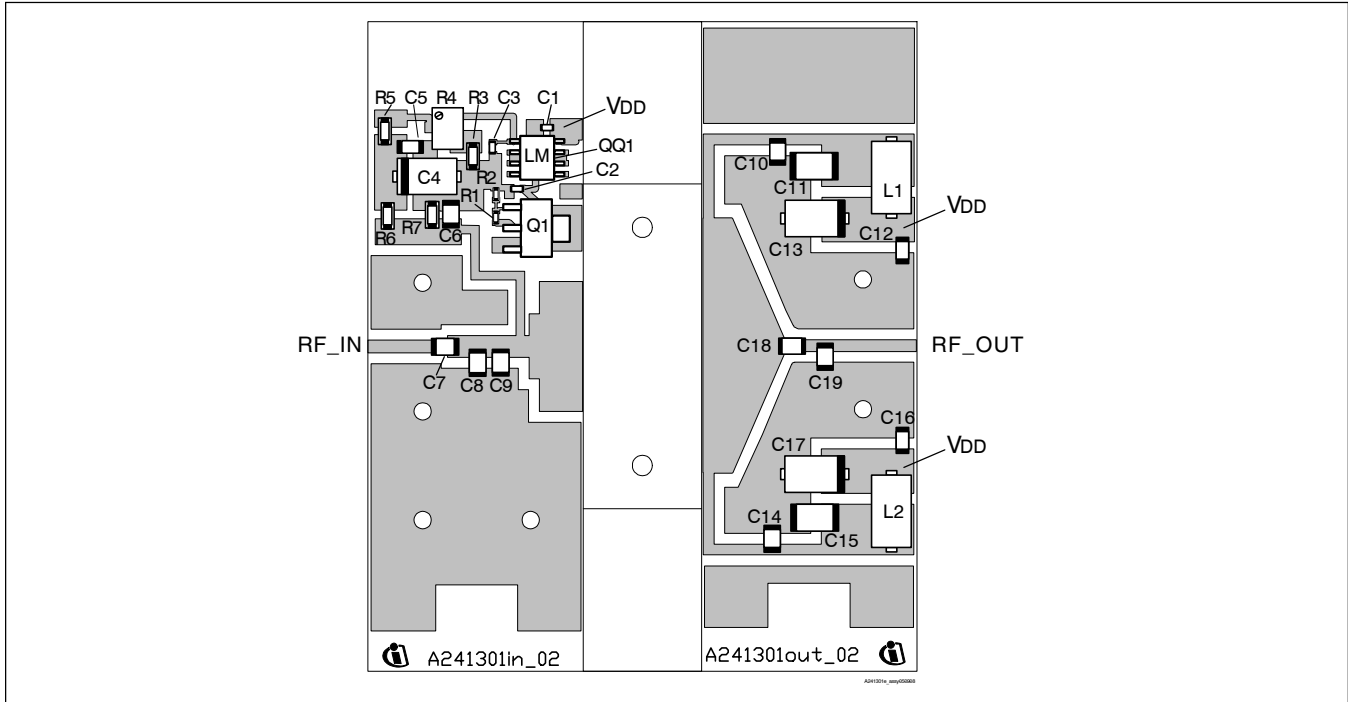 R5 C5 R4 R3 C3 C1
VDD
LM QQ1
C4 R2 C2
R1
Q1
R6 R7 C6
C10
C11
L1
VDD
C13 C12
RF_IN
C7 C8 C9
C18
RF_OUT
C19
C16
C17
VDD
L2
C14
C15
A241301in_02
A241301out_02